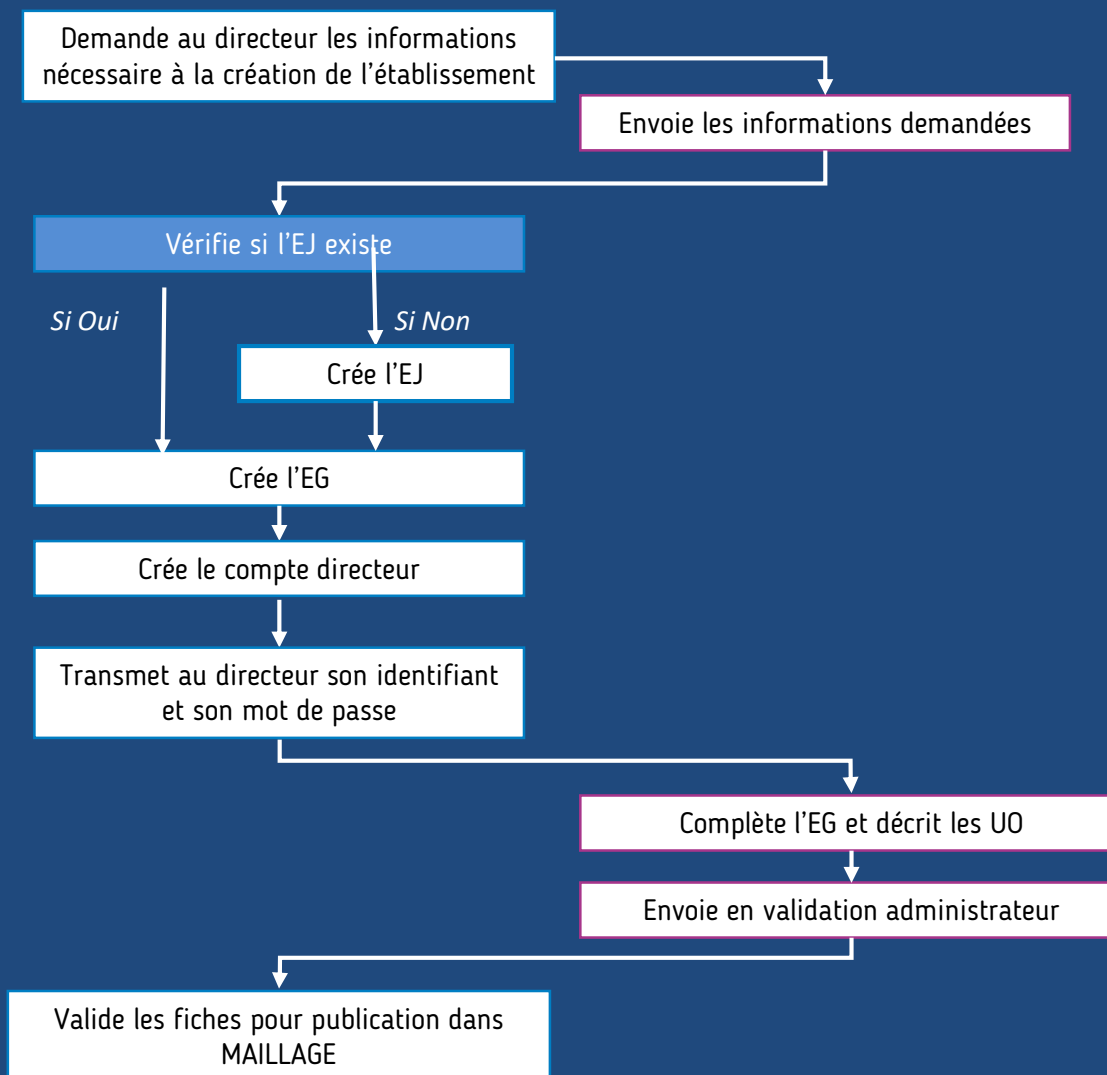 Demande au directeur les informations
nécessaire à la création de l'établissement
Envoie les informations demandées
Vérifie si l'EJ existe
Si Oui
Si Non
Crée l'EJ
Crée l'EG
Crée le compte directeur
Transmet au directeur son identifiant
et son mot de passe
Complète l'EG et décrit les UO
Envoie en validation administrateur
Valide les fiches pour publication dans
MAILLAGE